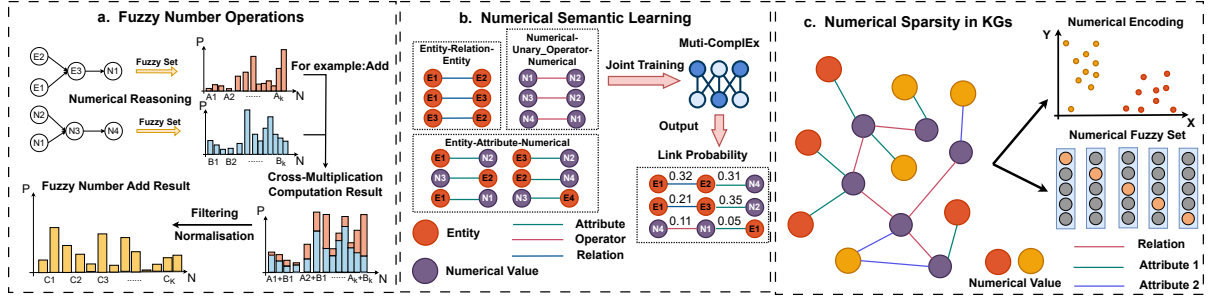 a. Fuzzy Number Operations
E2
E1
E3
N1
Fuzzy Set
P
A1 A2 ...... Ak N
For example:Add
Numerical Reasoning
N2
N1
N3
N4
Fuzzy Set
P
B1 B2 ...... Bk N
Cross-Multiplication
Computation Result
Fuzzy Number Add Result
P
C1 C2 C3 ...... CK N
Filtering
Normalisation
P
A1+B1 A2+B1 ...... Ak+Bk N
b. Numerical Semantic Learning
Entity-Relation-
Entity
E1 E2
E1 E3
E3 E2
Numerical-
Unary_Operator-
Numerical
N1 N2
N3 N2
N4 N1
Joint Training
Muti-ComplEx
Output
Link Probability
Entity-Attribute-Numerical
E1 N2 E3 N2
N3 E2 E2 N4
E1 N1 N3 E4
E1 0.32 E2 0.31 N4
E1 0.21 E3 0.35 N2
N4 0.11 N1 0.05 E1
Entity
Numerical Value
Attribute
Operator
Relation
c. Numerical Sparsity in KGs
Numerical Encoding
Y
X
Numerical Fuzzy Set
Numerical Value
Relation
Attribute 1
Attribute 2